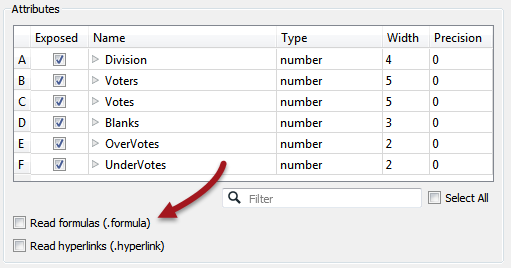 Attributes
Exposed Name Type Width Precision
A Division number 4 0
B Voters number 5 0
C Votes number 5 0
D Blanks number 3 0
E OverVotes number 2 0
F UnderVotes number 2 0
Filter Select All
Read formulas (.formula)
Read hyperlinks (.hyperlink)